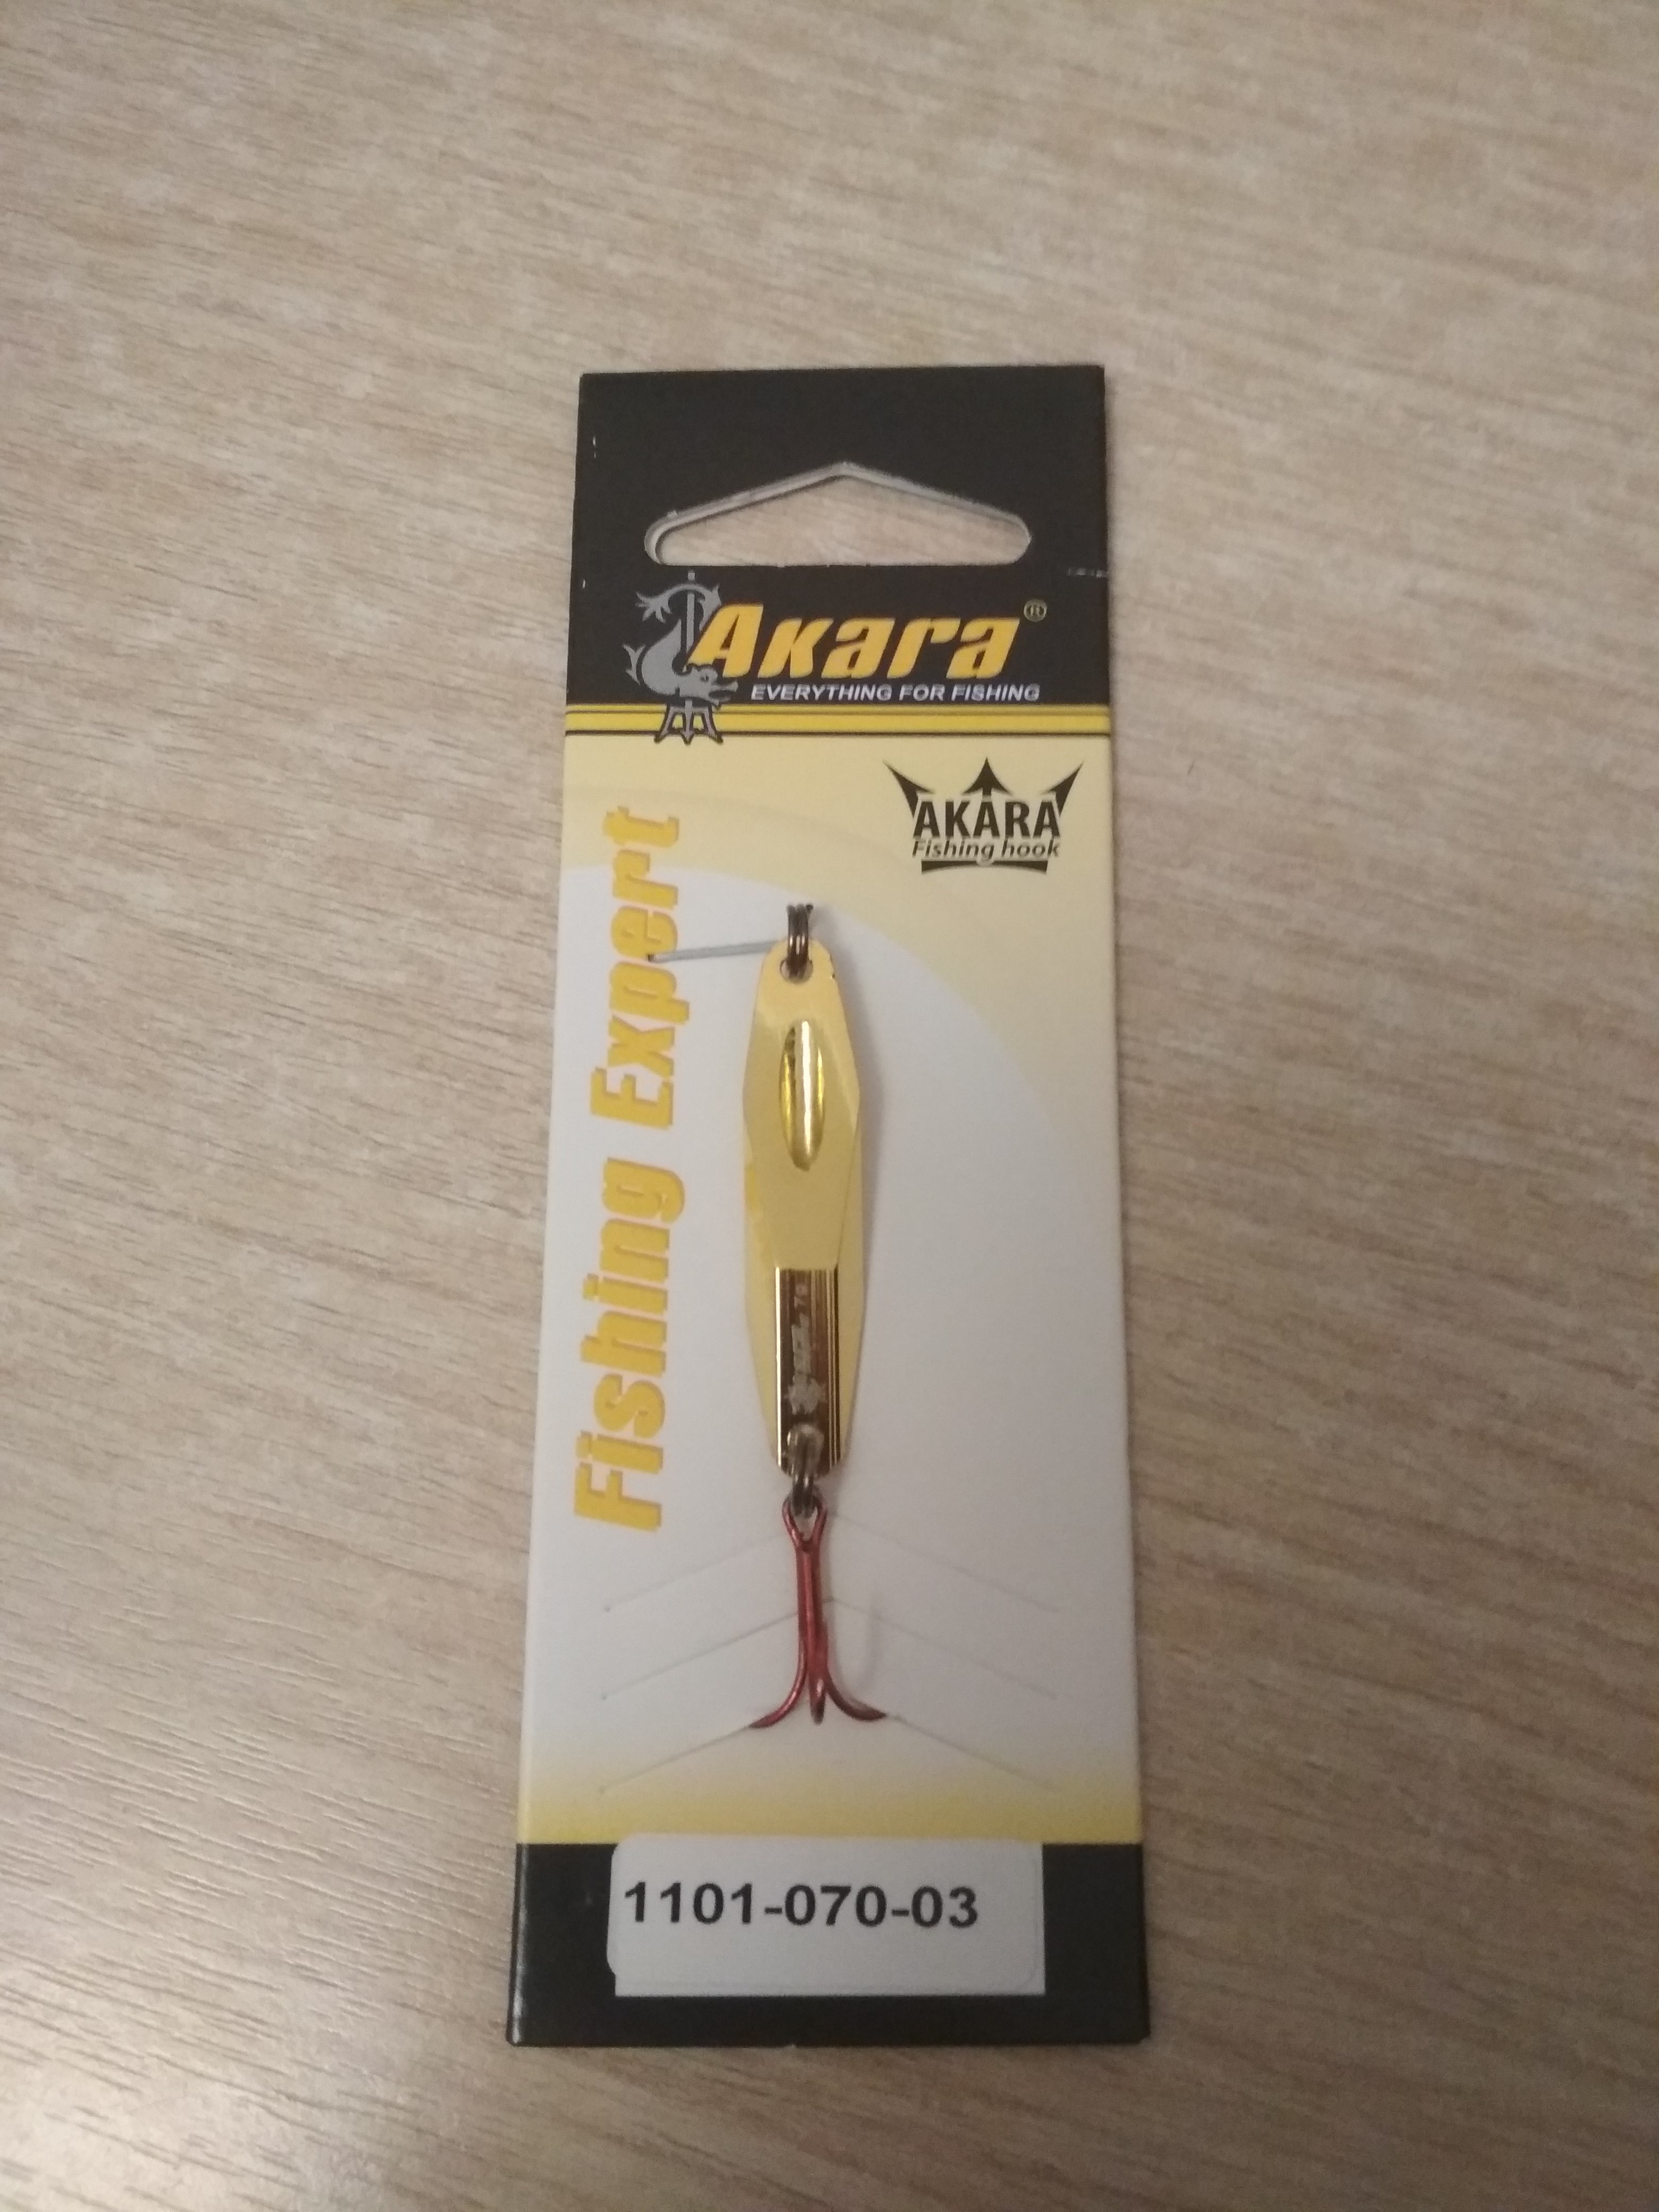 Akara®
EVERYTHING FOR FISHING
AKARA
Fishing hook
Fishing Expert
1101-070-03